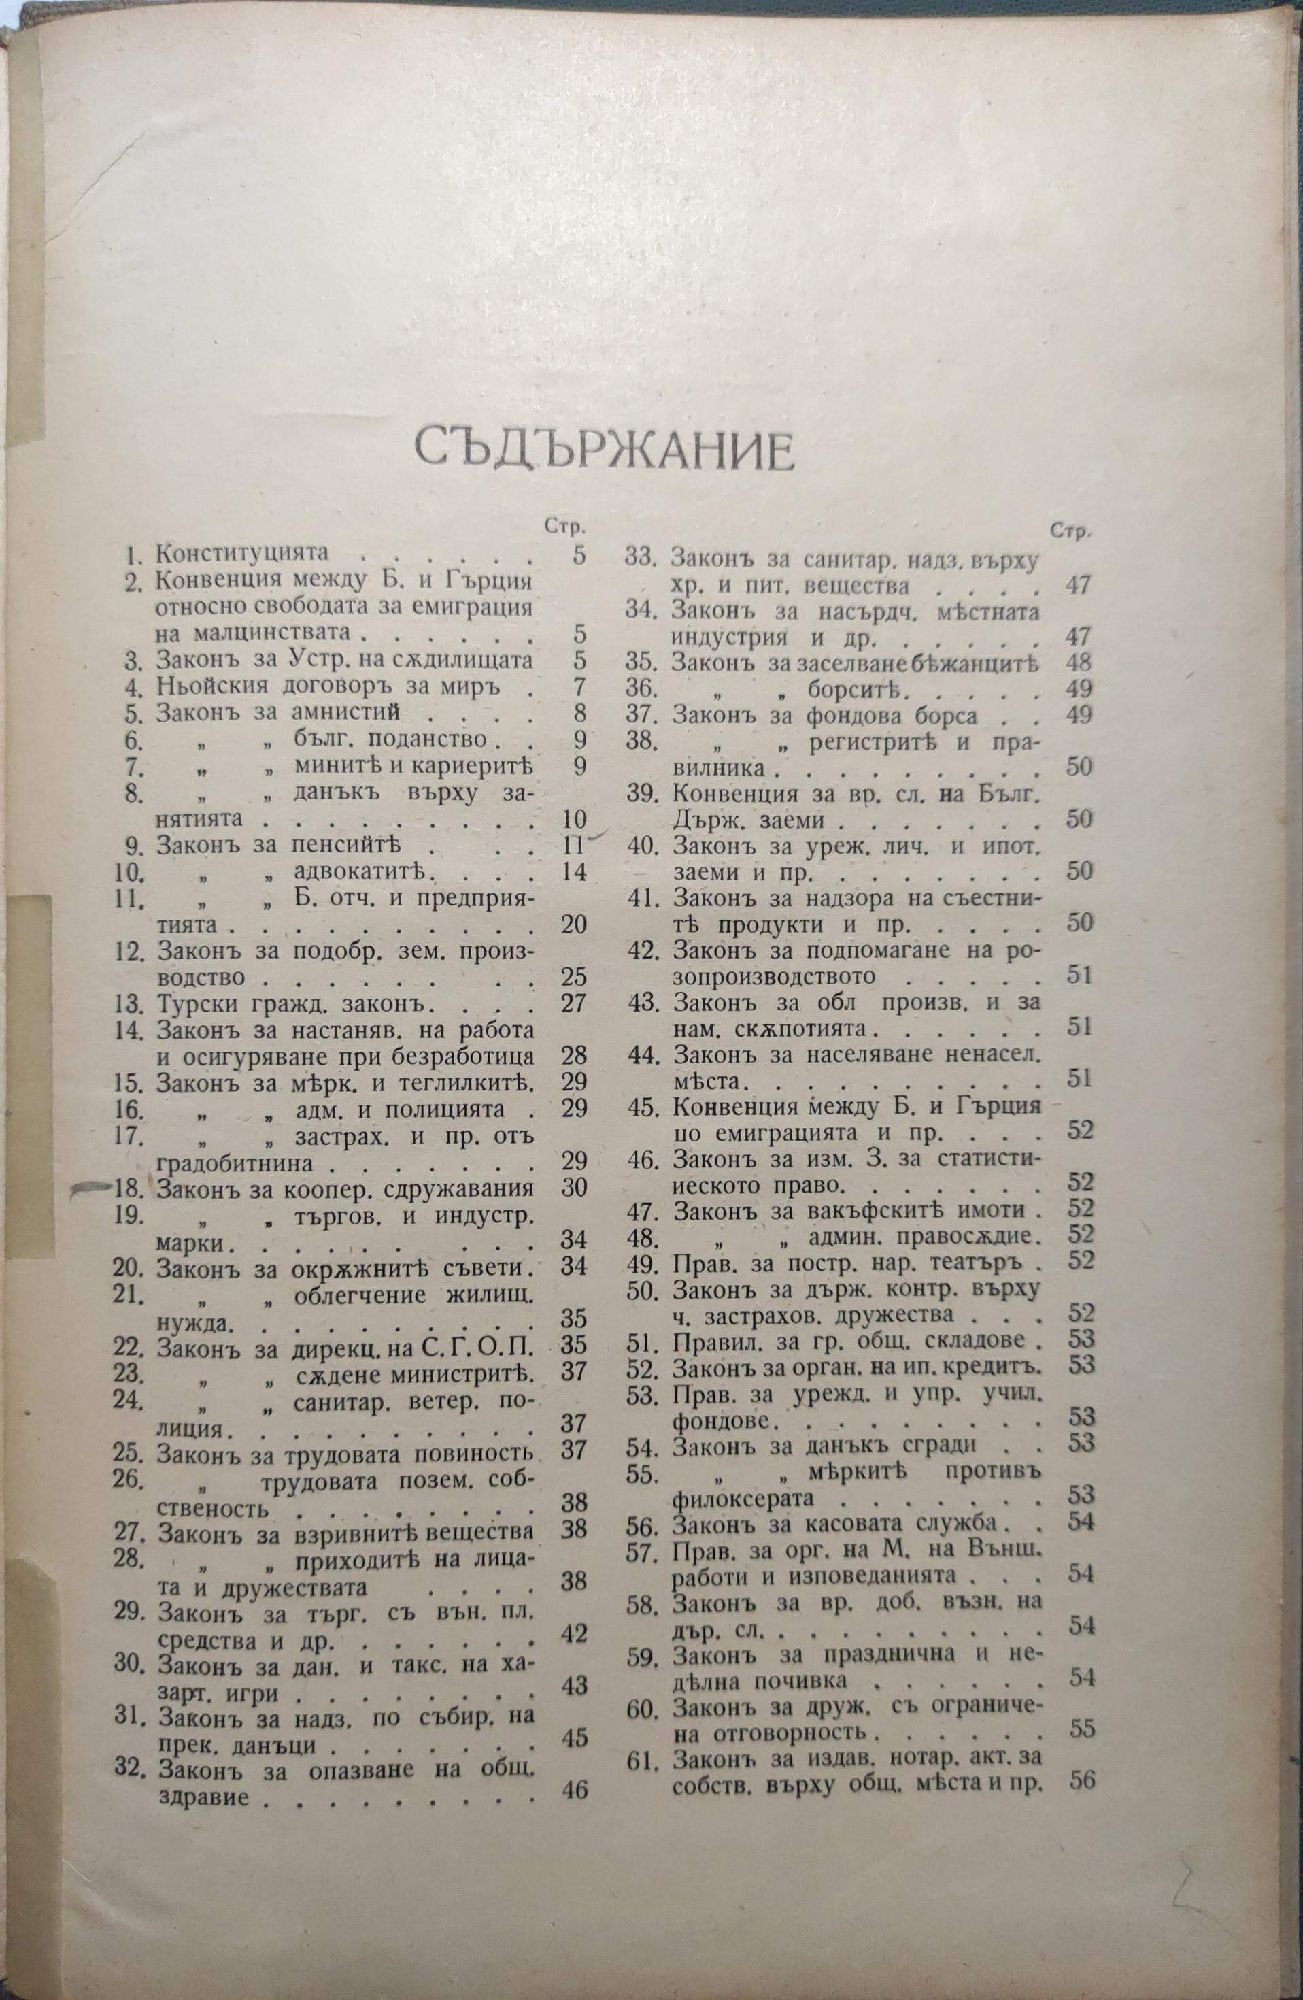 СЪДЪРЖАНИЕ
Стр.
1. Конституцията . . . . . . 5
2. Конвенция между Б. и Гърция
относно свободата за емиграция
на малцинствата . . . . . . 5
3. Законъ за Устр. на сѫдилищата 5
4. Ньойския договоръ за миръ . 7
5. Законъ за амнистий . . . . 8
6. „ „ бълг. поданство . . 9
7. „ „ минитѣ и кариеритѣ 9
8. „ „ данъкъ върху за-
нятията . . . . . . . . . 10
9. Законъ за пенсийтѣ . . . 11
10. „ „ адвокатитѣ. . . . 14
11. „ „ Б. отч. и предприя-
тията . . . . . . . . . . 20
12. Законъ за подобр. зем. произ-
водство . . . . . . . . 25
13. Турски гражд. законъ. . . . 27
14. Законъ за настаняв. на работа
и осигуряване при безработица 28
15. Законъ за мѣрк. и теглилкитѣ. 29
16. „ „ адм. и полицията . 29
17. „ „ застрах. и пр. отъ
градобитнина . . . . . . . 29
18. Законъ за коопер. сдружавания 30
19. „ „ търгов. и индустр.
марки. . . . . . . . . . 34
20. Законъ за окрѫжнитѣ съвети. 34
21. „ „ облегчение жилищ.
нужда. . . . . . . . . . 35
22. Законъ за дирекц. на С. Г. О. П. 35
23. „ „ сѫдене министритѣ. 37
24. „ „ санитар. ветер. по-
лиция. . . . . . . . . . 37
25. Законъ за трудовата повиность. 37
26. „ трудовата позем. соб-
ственость . . . . . . . . 38
27. Законъ за взривнитѣ вещества 38
28. „ „ приходитѣ на лица-
та и дружествата . . . . 38
29. Законъ за търг. съ вън. пл.
средства и др. . . . . . . 42
30. Законъ за дан. и такс. на ха-
зарт. игри . . . . . . . . 43
31. Законъ за надз. по събир. на
прек. данъци . . . . . . . 45
32. Законъ за опазване на общ.
здравие . . . . . . . . . 46
Стр.
33. Законъ за санитар. надз. върху
хр. и пит. вещества . . . . 47
34. Законъ за насърдч. мѣстната
индустрия и др. . . . . . 47
35. Законъ за заселване бѣжанцитѣ 48
36. „ „ борситѣ. . . . . 49
37. Законъ за фондова борса . . 49
38. „ „ регистритѣ и пра-
вилника . . . . . . . . . 50
39. Конвенция за вр. сл. на Бълг.
Държ. заеми . . . . . . . 50
40. Законъ за уреж. лич. и ипот.
заеми и пр. . . . . . . . 50
41. Законъ за надзора на съестни-
тѣ продукти и пр. . . . . 50
42. Законъ за подпомагане на ро-
зопроизводството . . . . . 51
43. Законъ за обл произв. и за
нам. скѫпотията . . . . . . 51
44. Законъ за населяване ненасел.
мѣста. . . . . . . . . . 51
45. Конвенция между Б. и Гърция
по емиграцията и пр. . . . 52
46. Законъ за изм. З. за статисти-
иеското право. . . . . . . 52
47. Законъ за вакъфскитѣ имоти . 52
48. „ „ админ. правосѫдие. 52
49. Прав. за постр. нар. театъръ . 52
50. Законъ за държ. контр. върху
ч. застрахов. дружества . . . 52
51. Правил. за гр. общ. складове . 53
52. Законъ за орган. на ип. кредитъ. 53
53. Прав. за урежд. и упр. учил.
фондове. . . . . . . . . 53
54. Законъ за данъкъ сгради . . 53
55. „ „ мѣркитѣ противъ
филоксерата . . . . . . . 53
56. Законъ за касовата служба . . 54
57. Прав. за орг. на М. на Външ.
работи и изповеданията . . . 54
58. Законъ за вр. доб. възн. на
дър. сл. . . . . . . . . . 54
59. Законъ за празднична и не-
дѣлна почивка . . . . . . 54
60. Законъ за друж. съ ограниче-
на отговорность . . . . . . 55
61. Законъ за издав. нотар. акт. за
собств. върху общ. мѣста и пр. 56